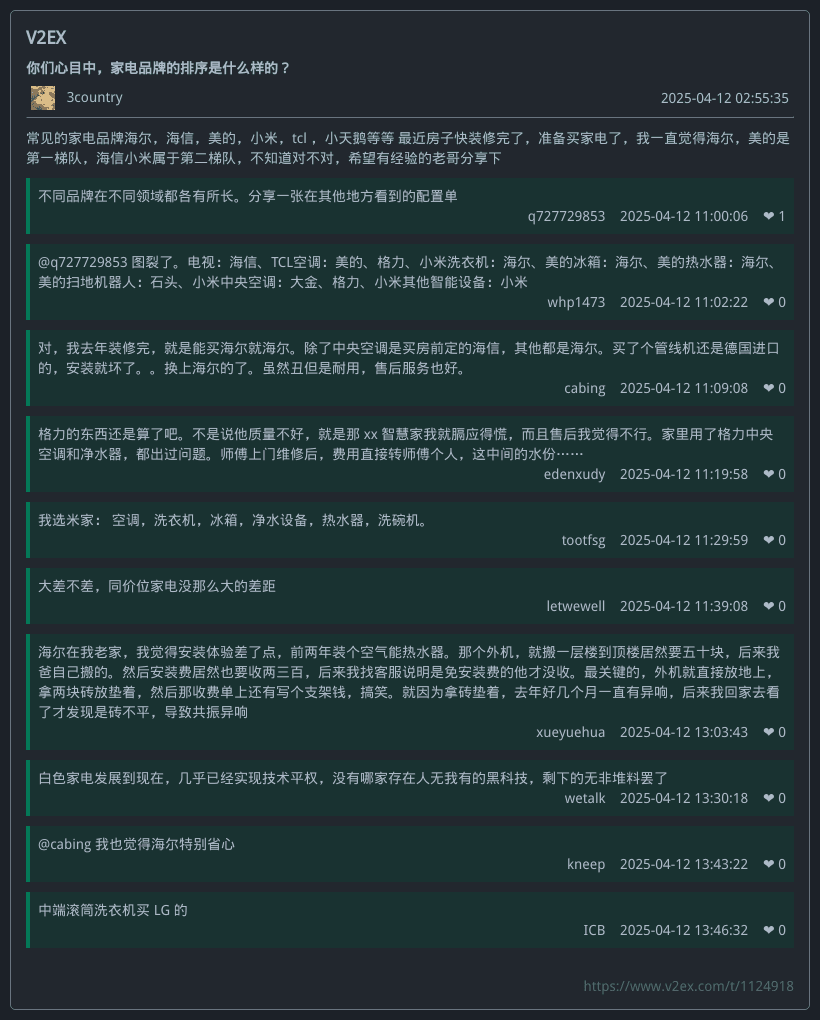 V2EX
你们心目中，家电品牌的排序是什么样的？
3country
2025-04-12 02:55:35
常见的家电品牌海尔，海信，美的，小米，tcl ，小天鹅等等 最近房子快装修完了，准备买家电了，我一直觉得海尔，美的是
第一梯队，海信小米属于第二梯队，不知道对不对，希望有经验的老哥分享下
不同品牌在不同领域都各有所长。分享一张在其他地方看到的配置单
q727729853 2025-04-12 11:00:06 ❤ 1
@q727729853 图裂了。电视：海信、TCL空调：美的、格力、小米洗衣机：海尔、美的冰箱：海尔、美的热水器：海尔、
美的扫地机器人：石头、小米中央空调：大金、格力、小米其他智能设备：小米
whp1473 2025-04-12 11:02:22 ❤ 0
对，我去年装修完，就是能买海尔就海尔。除了中央空调是买房前定的海信，其他都是海尔。买了个管线机还是德国进口
的，安装就坏了。。换上海尔的了。虽然丑但是耐用，售后服务也好。
cabing 2025-04-12 11:09:08 ❤ 0
格力的东西还是算了吧。不是说他质量不好，就是那 xx 智慧家我就膈应得慌，而且售后我觉得不行。家里用了格力中央
空调和净水器，都出过问题。师傅上门维修后，费用直接转师傅个人，这中间的水份……
edenxudy 2025-04-12 11:19:58 ❤ 0
我选米家： 空调，洗衣机，冰箱，净水设备，热水器，洗碗机。
tootfsg 2025-04-12 11:29:59 ❤ 0
大差不差，同价位家电没那么大的差距
letwewell 2025-04-12 11:39:08 ❤ 0
海尔在我老家，我觉得安装体验差了点，前两年装个空气能热水器。那个外机，就搬一层楼到顶楼居然要五十块，后来我
爸自己搬的。然后安装费居然也要收两三百，后来我找客服说明是免安装费的他才没收。最关键的，外机就直接放地上，
拿两块砖放垫着，然后那收费单上还有写个支架钱，搞笑。就因为拿砖垫着，去年好几个月一直有异响，后来我回家去看
了才发现是砖不平，导致共振异响
xueyuehua 2025-04-12 13:03:43 ❤ 0
白色家电发展到现在，几乎已经实现技术平权，没有哪家存在人无我有的黑科技，剩下的无非堆料罢了
wetalk 2025-04-12 13:30:18 ❤ 0
@cabing 我也觉得海尔特别省心
kneep 2025-04-12 13:43:22 ❤ 0
中端滚筒洗衣机买 LG 的
ICB 2025-04-12 13:46:32 ❤ 0
https://www.v2ex.com/t/1124918